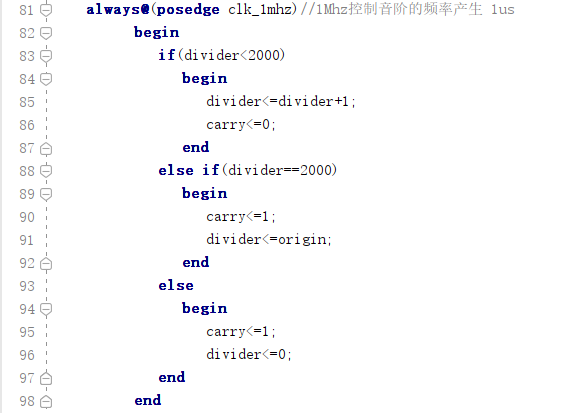 81 always@(posedge clk_1mhz)//1Mhz控制音阶的频率产生 1us
82 begin
83 if(divider<2000)
84 begin
85 divider<=divider+1;
86 carry<=0;
87 end
88 else if(divider==2000)
89 begin
90 carry<=1;
91 divider<=origin;
92 end
93 else
94 begin
95 carry<=1;
96 divider<=0;
97 end
98 end